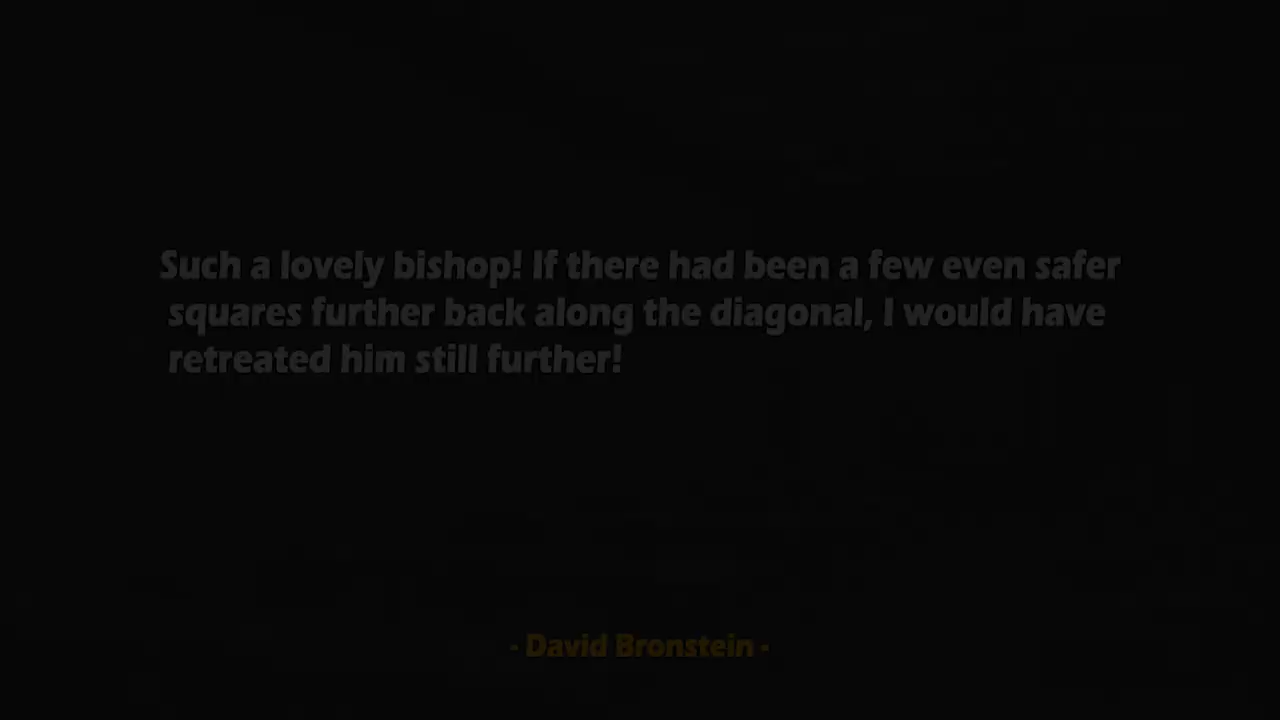 Such a lovely bishop! If there had been a few even safer
squares further back along the diagonal, I would have
retreated him still further!
- David Bronstein -